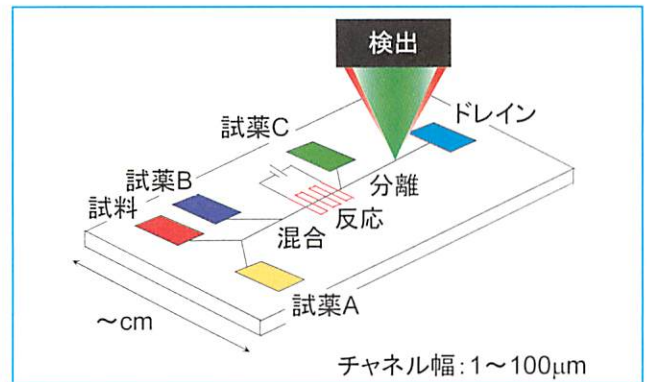 検出
ドレイン
試薬C
試薬B
試料
分離
反応
混合
試薬A
～cm
チャネル幅：1～100μm